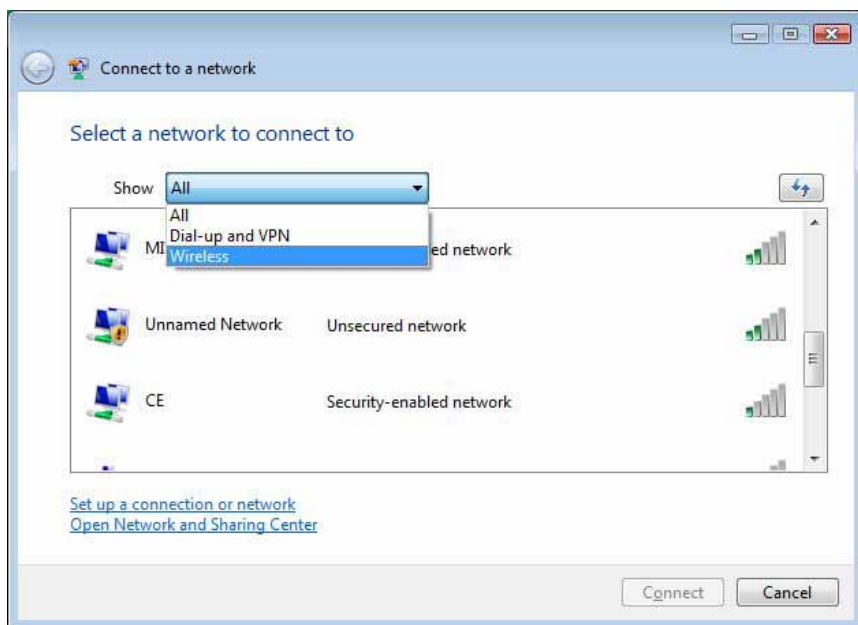 Connect to a network
Select a network to connect to
Show All
All
Dial-up and VPN
Wireless
MI ed network
Unnamed Network Unsecured network
CE Security-enabled network
Set up a connection or network
Open Network and Sharing Center
Connect Cancel